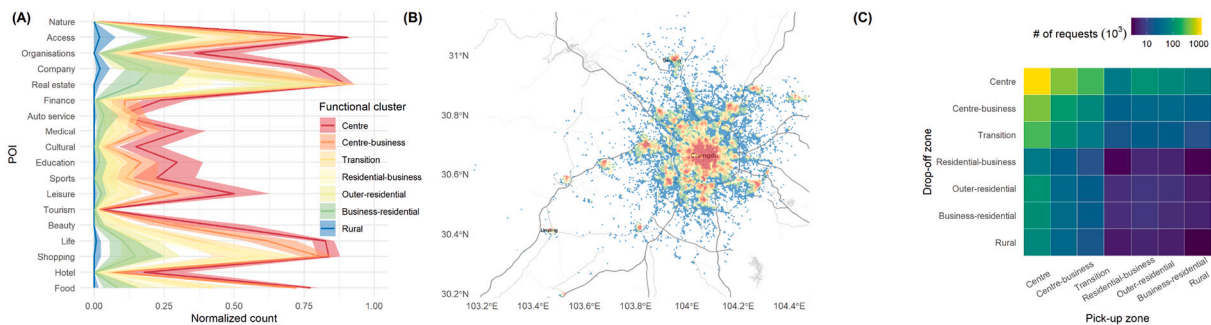 (A)
Nature
Access
Organisations
Company
Real estate
Finance
Auto service
Medical
Cultural
Education
Sports
Leisure
Tourism
Beauty
Life
Shopping
Hotel
Food
POI
0.00
0.25
0.50
0.75
1.00
Normalized count
Functional cluster
Centre
Centre-business
Transition
Residential-business
Outer-residential
Business-residential
Rural
(B)
31°N
30.8°N
30.6°N
30.4°N
30.2°N
103.2°E
103.4°E
103.6°E
103.8°E
104°E
104.2°E
104.4°E
(C)
# of requests (10³)
10
100
1000
Drop-off zone
Centre
Centre-business
Transition
Residential-business
Outer-residential
Business-residential
Rural
Centre
Centre-business
Transition
Residential-business
Outer-residential
Business-residential
Rural
Pick-up zone